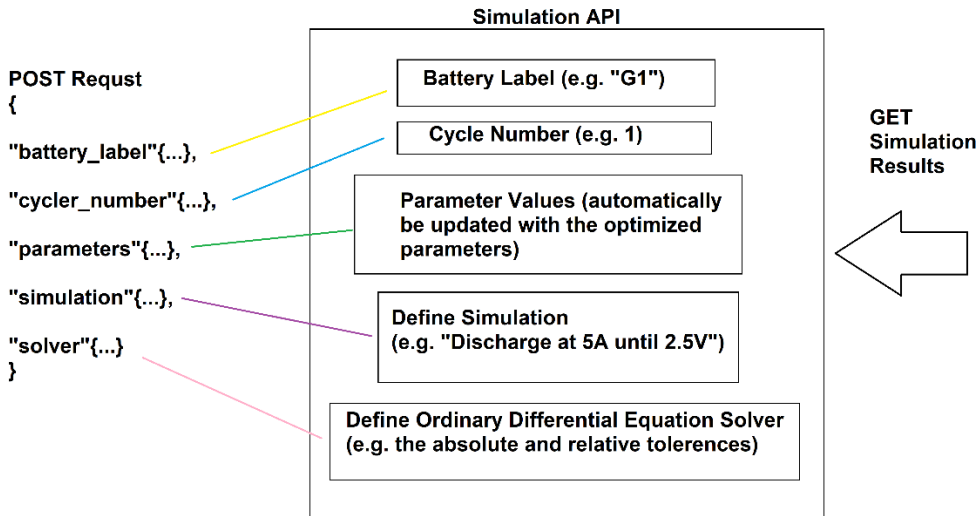 Simulation API
POST Requst
{
"battery_label"{...},
"cycler_number"{...},
"parameters"{...},
"simulation"{...},
"solver"{...}
}
Battery Label (e.g. "G1")
Cycle Number (e.g. 1)
Parameter Values (automatically
be updated with the optimized
parameters)
Define Simulation
(e.g. "Discharge at 5A until 2.5V")
Define Ordinary Differential Equation Solver
(e.g. the absolute and relative tolerences)
GET
Simulation
Results